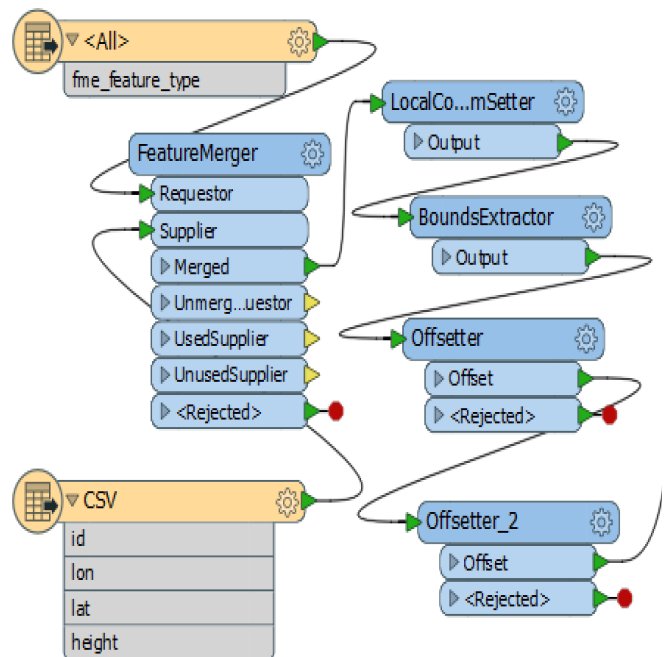 <All>
fme_feature_type
FeatureMerger
Requestor
Supplier
Merged
Unmerg...uestor
UsedSupplier
UnusedSupplier
<Rejected>
CSV
id
lon
lat
height
LocalCo...mSetter
Output
BoundsExtractor
Output
Offsetter
Offset
<Rejected>
Offsetter_2
Offset
<Rejected>